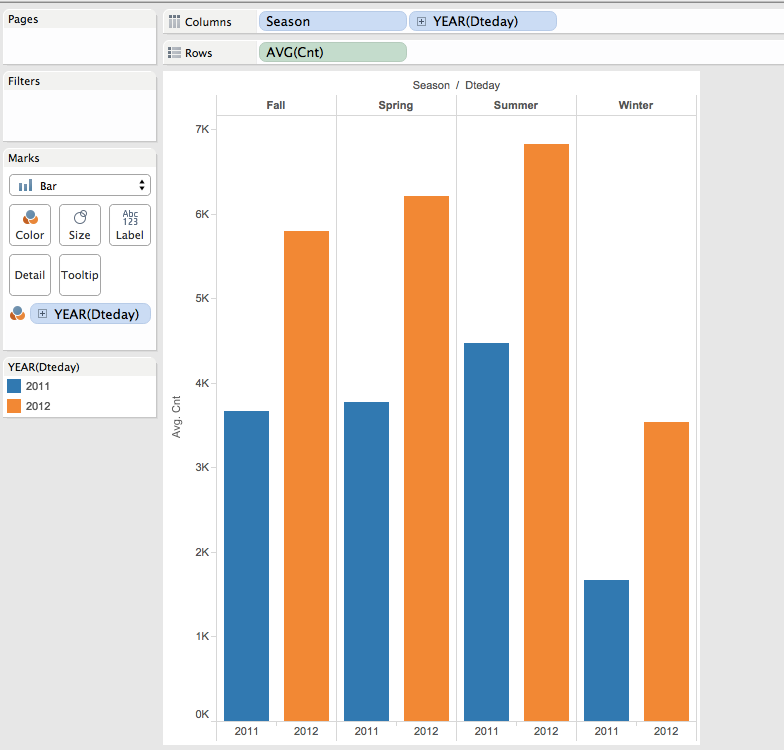 Pages
Columns
Season
YEAR(Dteday)
Rows
AVG(Cnt)
Filters
Marks
Bar
Color
Size
Abc
123
Label
Detail
Tooltip
YEAR(Dteday)
YEAR(Dteday)
2011
2012
Season / Dteday
Fall
Spring
Summer
Winter
Avg. Cnt
7K
6K
5K
4K
3K
2K
1K
0K
2011
2012
2011
2012
2011
2012
2011
2012